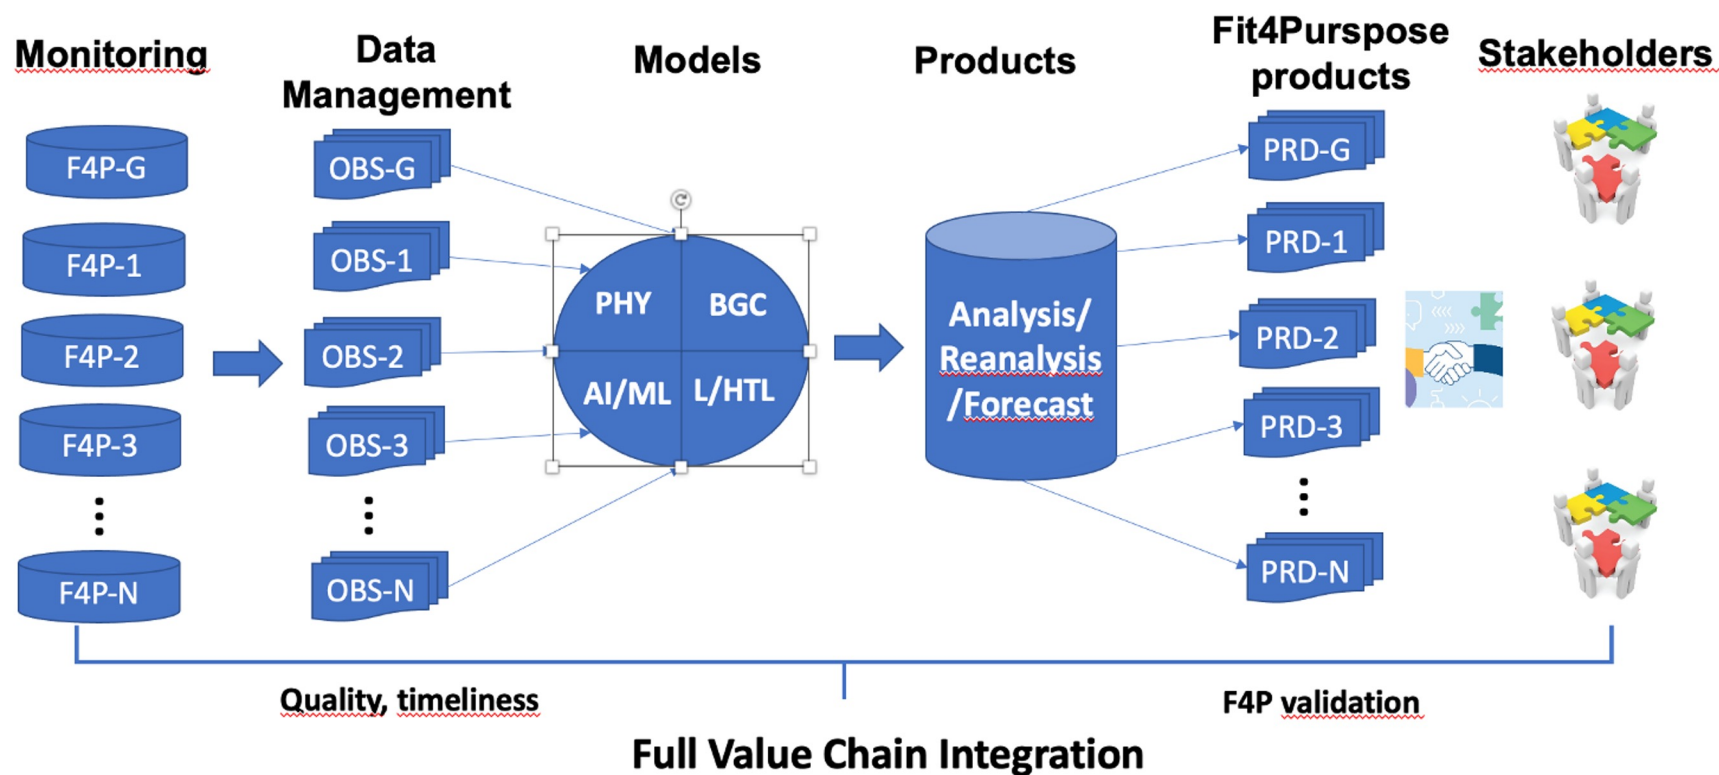 Monitoring
Data
Management
Models
Products
Fit4Purspose
products
Stakeholders
F4P-G
F4P-1
F4P-2
F4P-3
F4P-N
OBS-G
OBS-1
OBS-2
OBS-3
OBS-N
PHY
BGC
AI/ML
L/HTL
Analysis/
Reanalysis
/Forecast
PRD-G
PRD-1
PRD-2
PRD-3
PRD-N
Quality, timeliness
F4P validation
Full Value Chain Integration